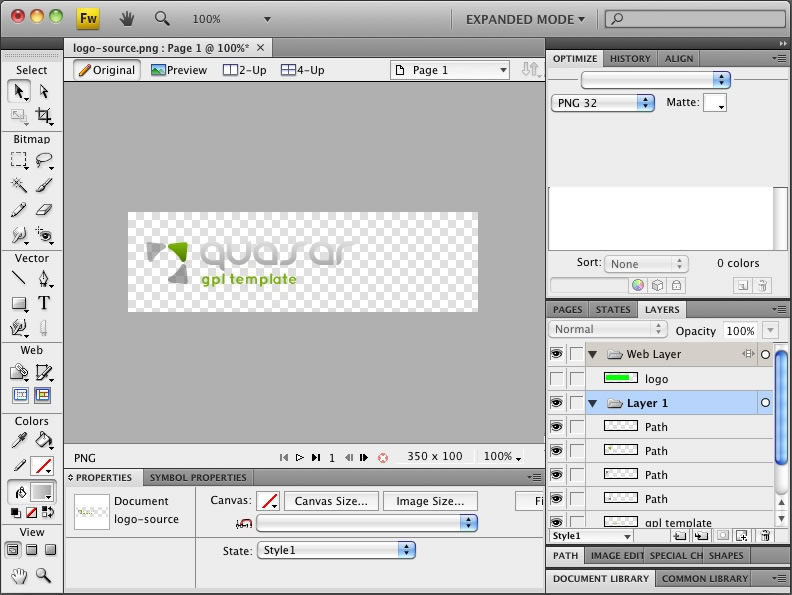 Fw 100% EXPANDED MODE
logo-source.png : Page 1 @ 100%*
Original Preview 2-Up 4-Up Page 1
Select
Bitmap
Vector
T
Web
Colors
View
quasar
gpl template
PNG 1 350 x 100 100%
PROPERTIES SYMBOL PROPERTIES
Document
logo-source
Canvas: Canvas Size... Image Size... Fi
State: Style1
OPTIMIZE HISTORY ALIGN
PNG 32 Matte:
Sort: None 0 colors
PAGES STATES LAYERS
Normal Opacity 100%
Web Layer
logo
Layer 1
Path
Path
Path
Path
gpl template
Style1
PATH IMAGE EDIT SPECIAL CH SHAPES
DOCUMENT LIBRARY COMMON LIBRARY